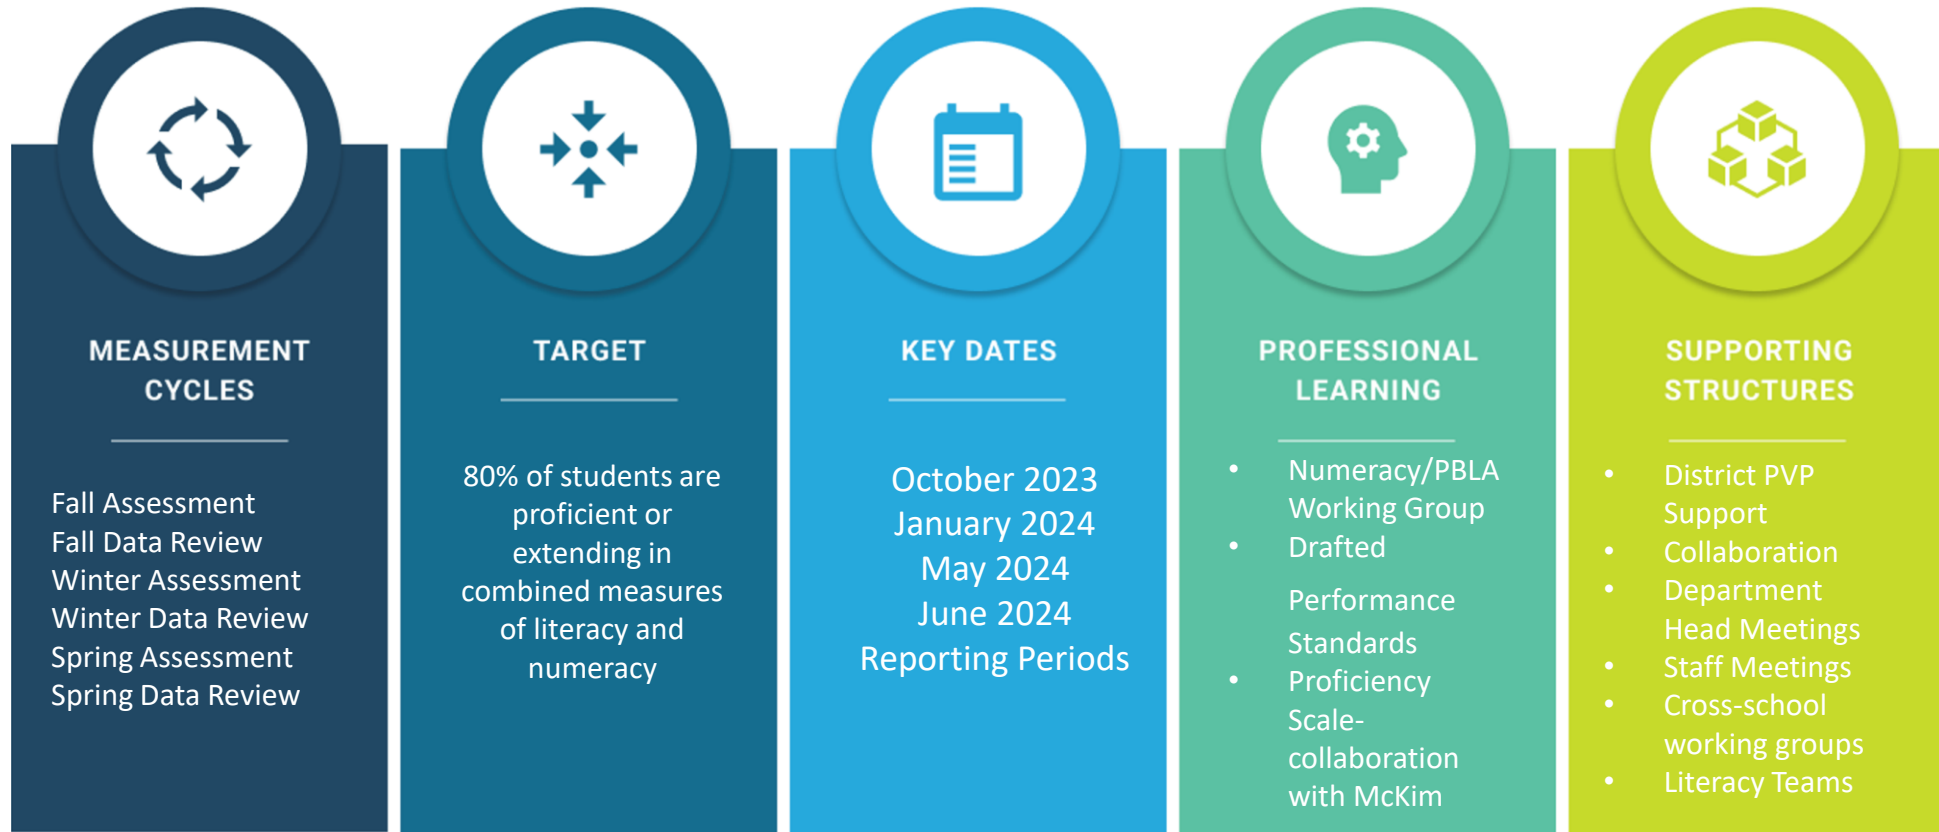 MEASUREMENT
CYCLES
Fall Assessment
Fall Data Review
Winter Assessment
Winter Data Review
Spring Assessment
Spring Data Review
TARGET
80% of students are
proficient or
extending in
combined measures
of literacy and
numeracy
KEY DATES
October 2023
January 2024
May 2024
June 2024
Reporting Periods
PROFESSIONAL
LEARNING
• Numeracy/PBLA
Working Group
• Drafted
Performance
Standards
• Proficiency
Scale-
collaboration
with McKim
SUPPORTING
STRUCTURES
• District PVP
Support
• Collaboration
• Department
Head Meetings
• Staff Meetings
• Cross-school
working groups
• Literacy Teams